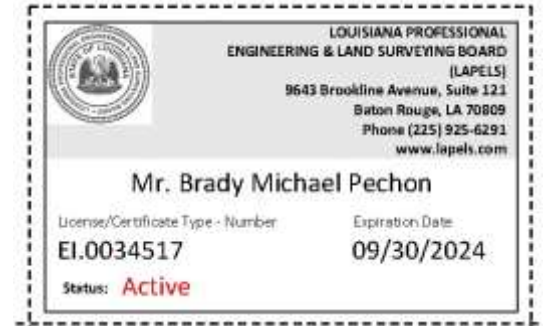 LOUISIANA PROFESSIONAL
ENGINEERING & LAND SURVEYING BOARD
(LAPELS)
9643 Brookline Avenue, Suite 121
Baton Rouge, LA 70809
Phone (225) 925-6291
www.lapels.com
Mr. Brady Michael Pechon
License/Certificate Type - Number
Expiration Date
EI.0034517
09/30/2024
Status: Active